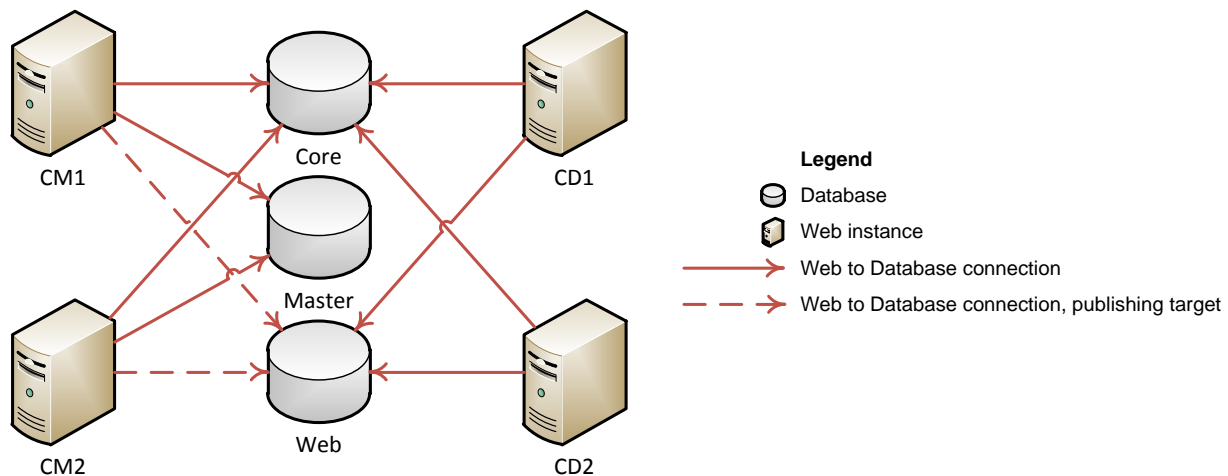 Core
CM1
CD1
Master
Web
CM2
CD2
Legend
Database
Web instance
Web to Database connection
Web to Database connection, publishing target